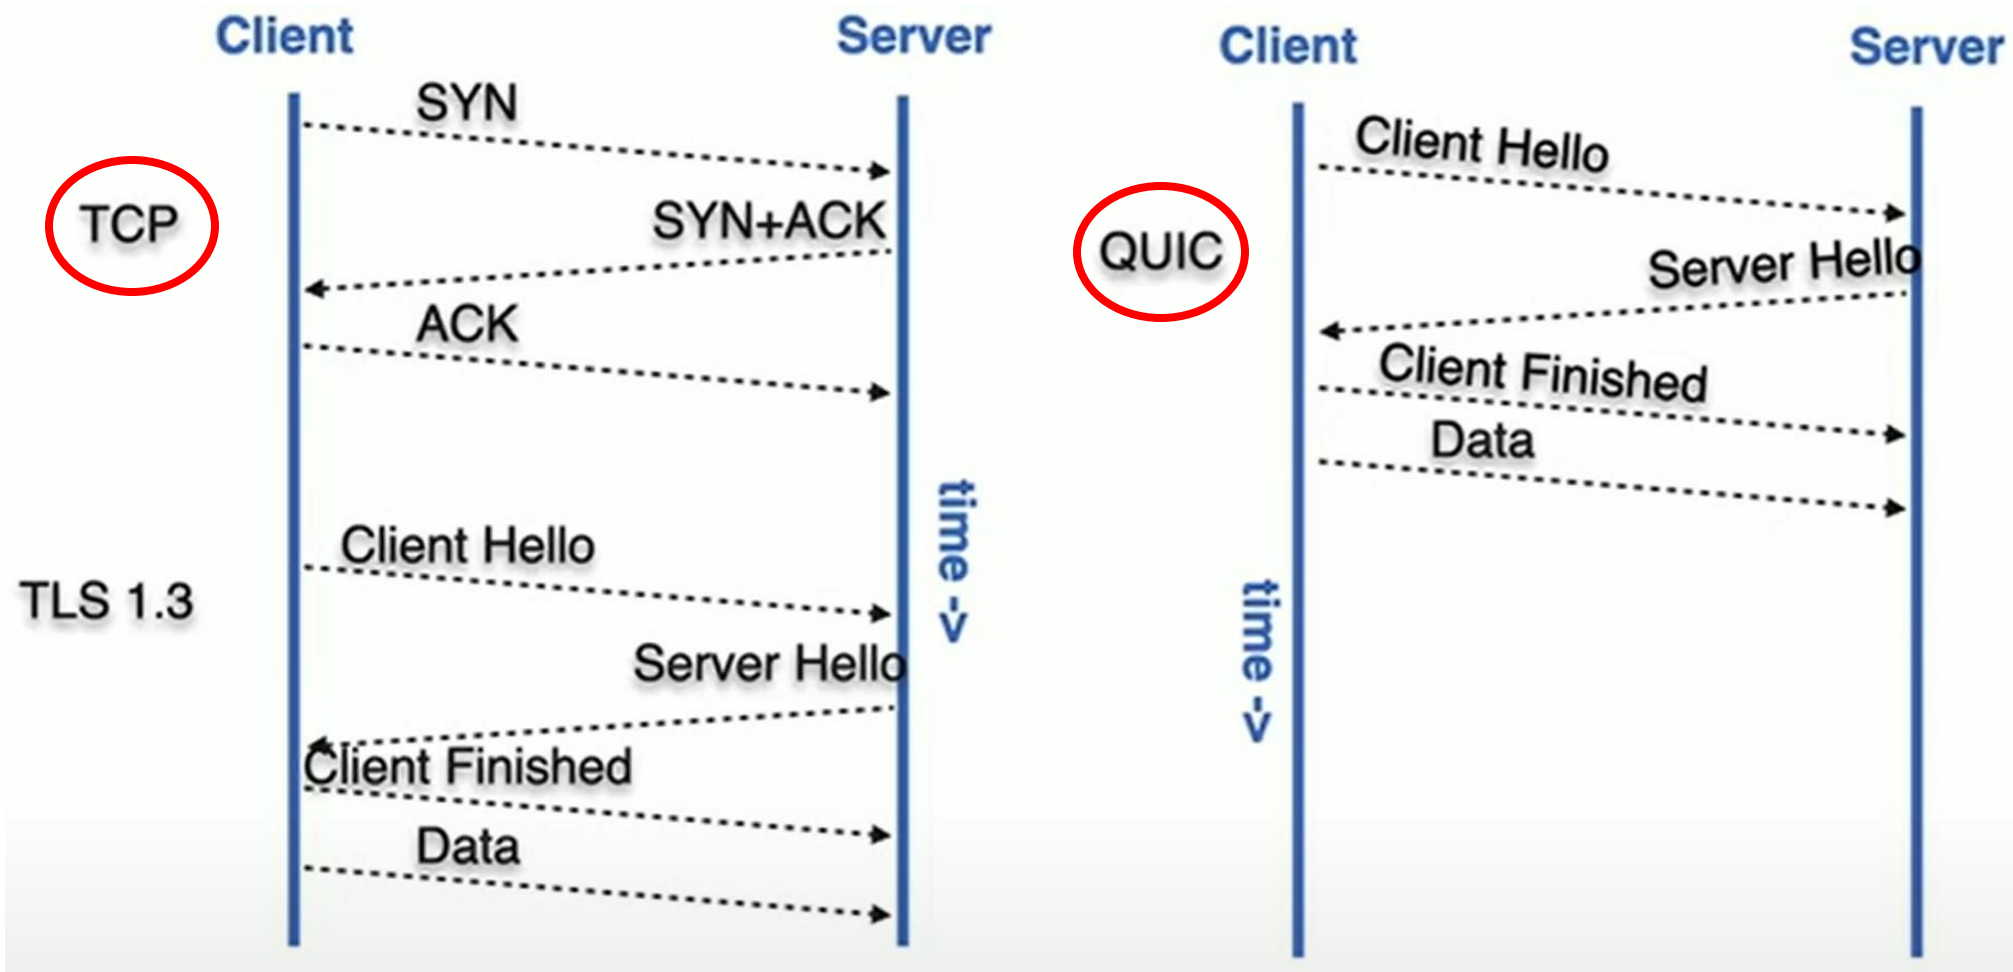 Client
Server
SYN
TCP
SYN+ACK
ACK
time ->
Client Hello
TLS 1.3
Server Hello
Client Finished
Data
Client
Server
Client Hello
QUIC
Server Hello
Client Finished
Data
time ->